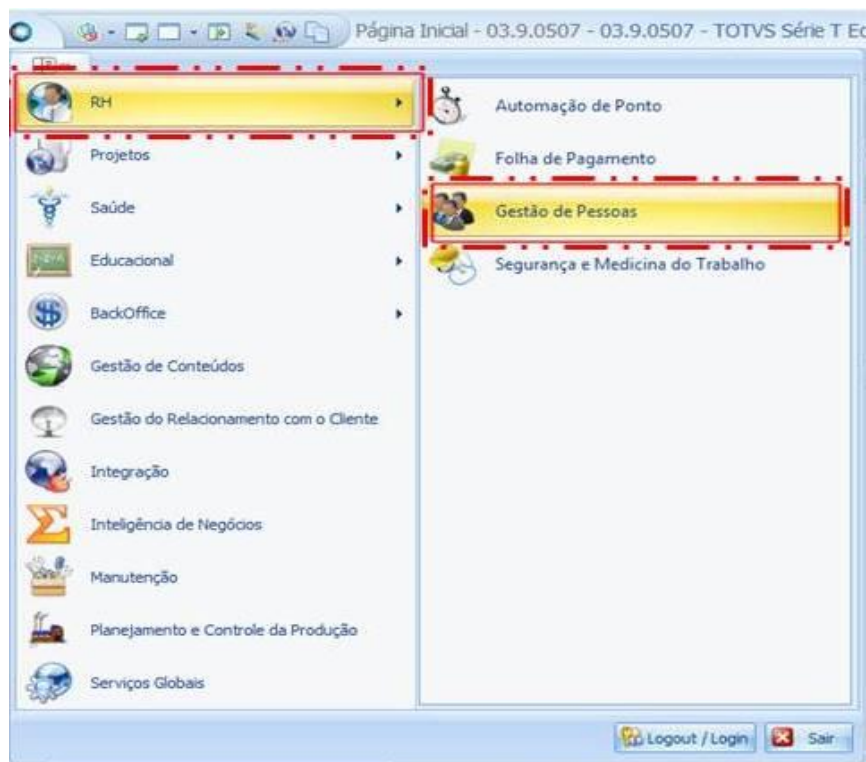 Página Inicial - 03.9.0507 - 03.9.0507 - TOTVS Série T Ec
RH
Projetos
Saúde
Educacional
BackOffice
Gestão de Conteúdos
Gestão do Relacionamento com o Cliente
Integração
Inteligência de Negócios
Manutenção
Planejamento e Controle da Produção
Serviços Globais
Automação de Ponto
Folha de Pagamento
Gestão de Pessoas
Segurança e Medicina do Trabalho
Logout / Login
Sair